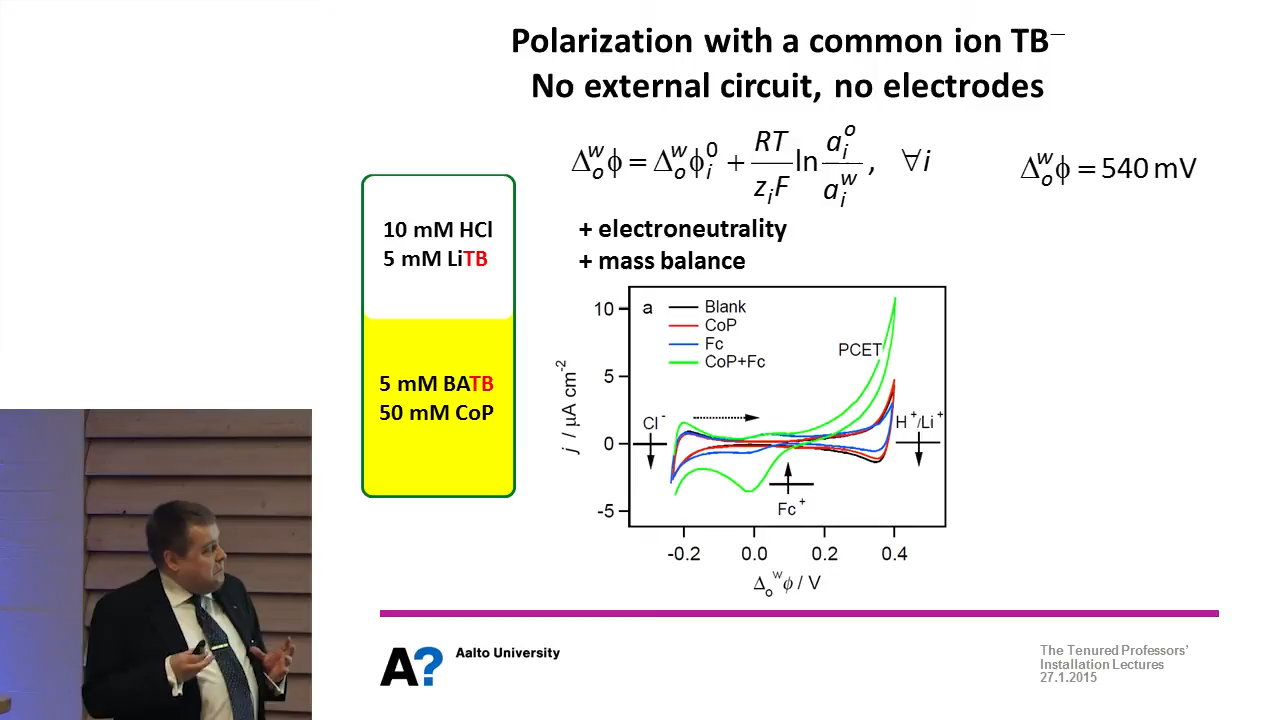 Polarization with a common ion TB⁻
No external circuit, no electrodes
Δ_o^w ϕ = Δ_o^w ϕ_i^0 + RT/(z_i F) ln a_i^o/a_i^w , ∀i
Δ_o^w ϕ = 540 mV
10 mM HCl
5 mM LiTB
+ electroneutrality
+ mass balance
5 mM BATB
50 mM CoP
a
Blank
CoP
Fc
CoP+Fc
PCET
Cl⁻
H⁺/Li⁺
Fc⁺
10
5
0
-5
j / µA cm⁻²
-0.2 0.0 0.2 0.4
Δ_o^w ϕ / V
A?
Aalto University
The Tenured Professors'
Installation Lectures
27.1.2015